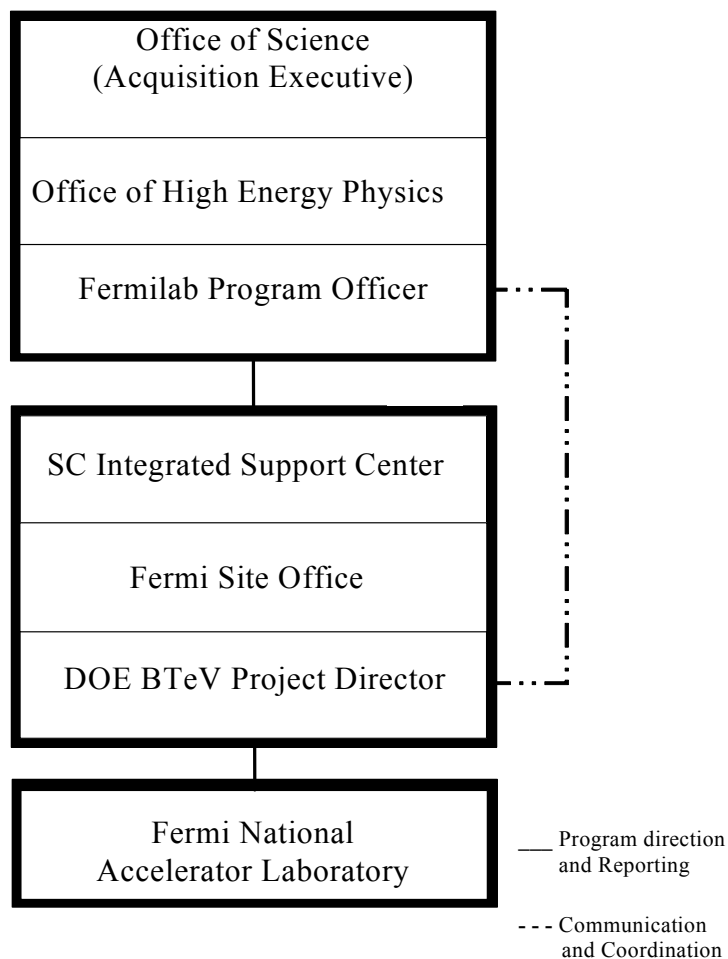 Office of Science
(Acquisition Executive)
Office of High Energy Physics
Fermilab Program Officer
SC Integrated Support Center
Fermi Site Office
DOE BTeV Project Director
Fermi National
Accelerator Laboratory
___ Program direction
and Reporting
- - - Communication
and Coordination